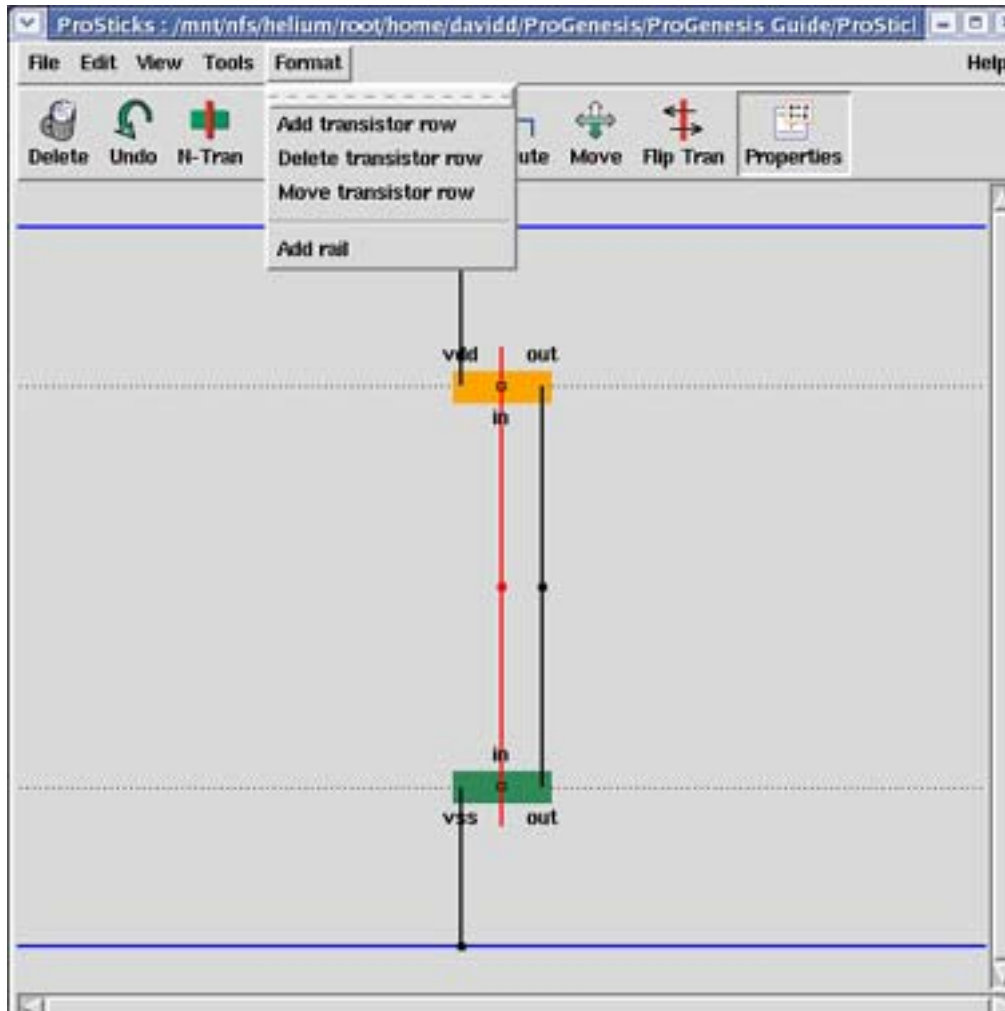 ProSticks : /mnt/nfs/helium/root/home/davidd/ProGenesis/ProGenesis Guide/ProSticl
File Edit View Tools Format Help
Add transistor row
Delete transistor row
Move transistor row
Add rail
Delete Undo N-Tran ute Move Flip Tran Properties
vdd out
in
in
vss out